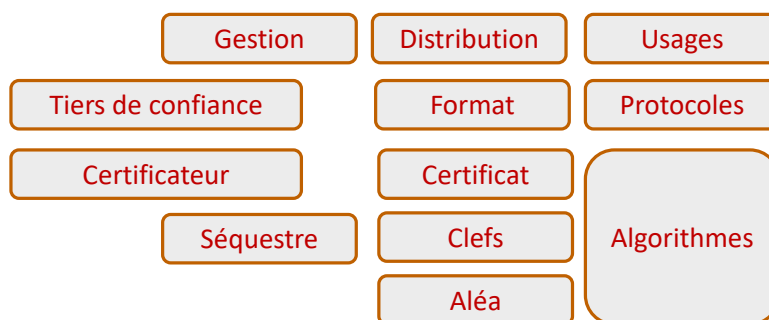 Gestion
Distribution
Usages
Tiers de confiance
Format
Protocoles
Certificateur
Certificat
Séquestre
Clefs
Algorithmes
Aléa